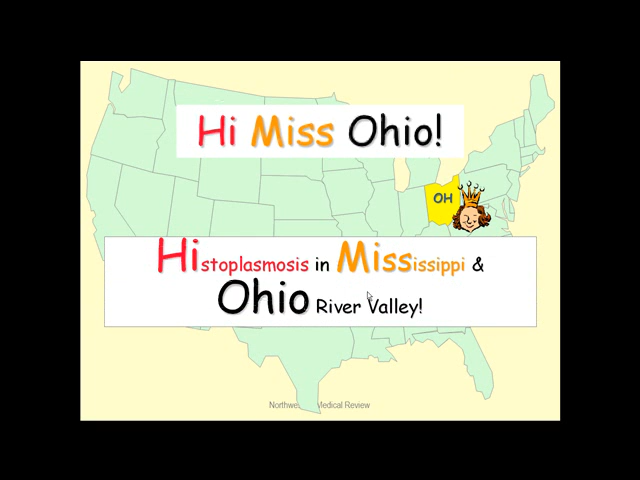 Hi Miss Ohio!
OH
Histoplasmosis in Mississippi &
Ohio River Valley!
Medical Review